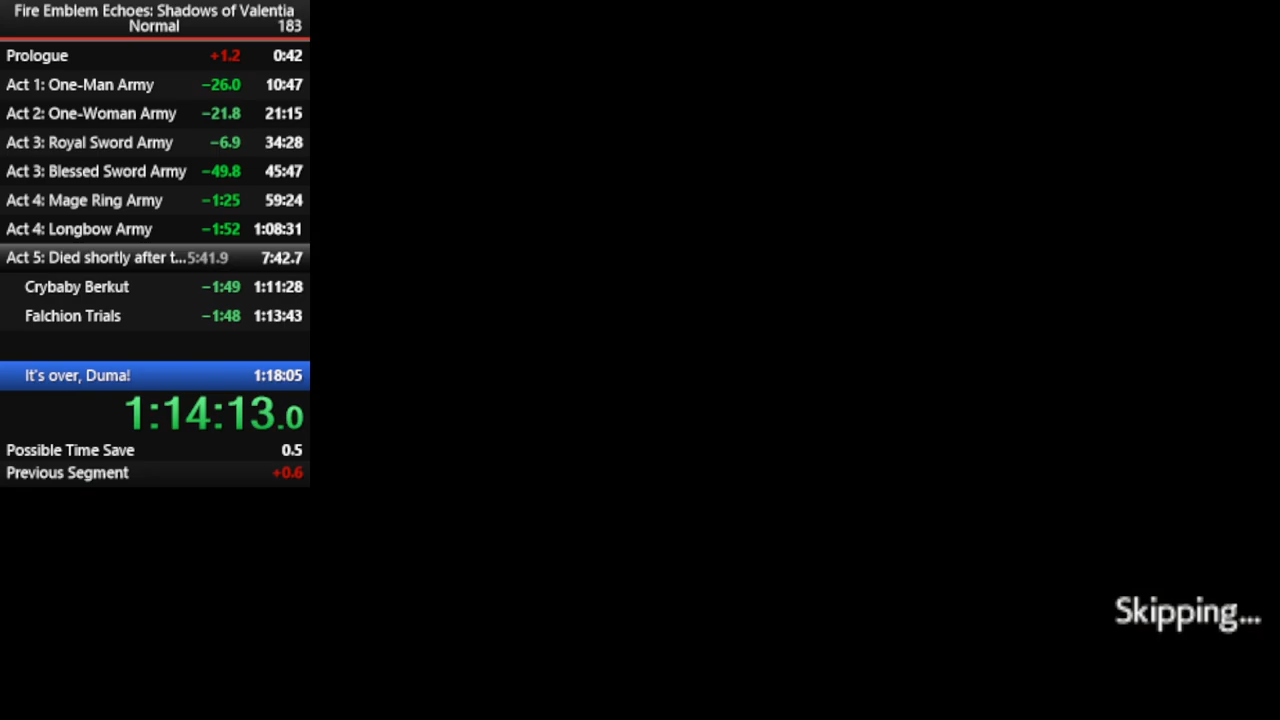 Fire Emblem Echoes: Shadows of Valentia
Normal 183
Prologue +1.2 0:42
Act 1: One-Man Army −26.0 10:47
Act 2: One-Woman Army −21.8 21:15
Act 3: Royal Sword Army −6.9 34:28
Act 3: Blessed Sword Army −49.8 45:47
Act 4: Mage Ring Army −1:25 59:24
Act 4: Longbow Army −1:52 1:08:31
Act 5: Died shortly after t... 5:41.9 7:42.7
Crybaby Berkut −1:49 1:11:28
Falchion Trials −1:48 1:13:43
It's over, Duma! 1:18:05
1:14:13.0
Possible Time Save 0.5
Previous Segment +0.6
Skipping...